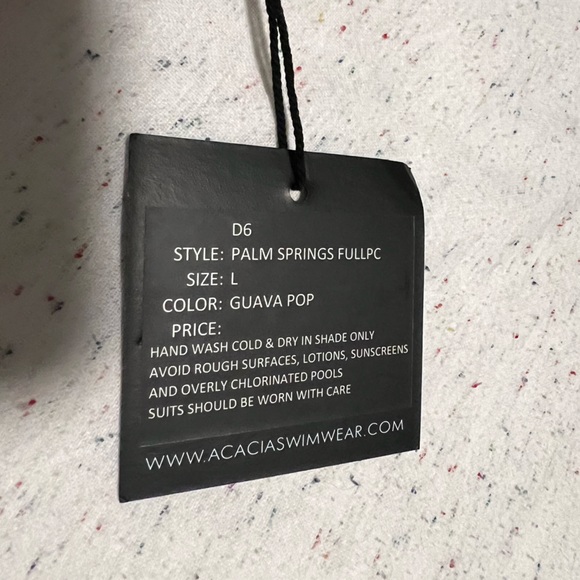 D6
STYLE: PALM SPRINGS FULLPC
SIZE: L
COLOR: GUAVA POP
PRICE:
HAND WASH COLD & DRY IN SHADE ONLY
AVOID ROUGH SURFACES, LOTIONS, SUNSCREENS
AND OVERLY CHLORINATED POOLS
SUITS SHOULD BE WORN WITH CARE
WWW.ACACIASWIMWEAR.COM